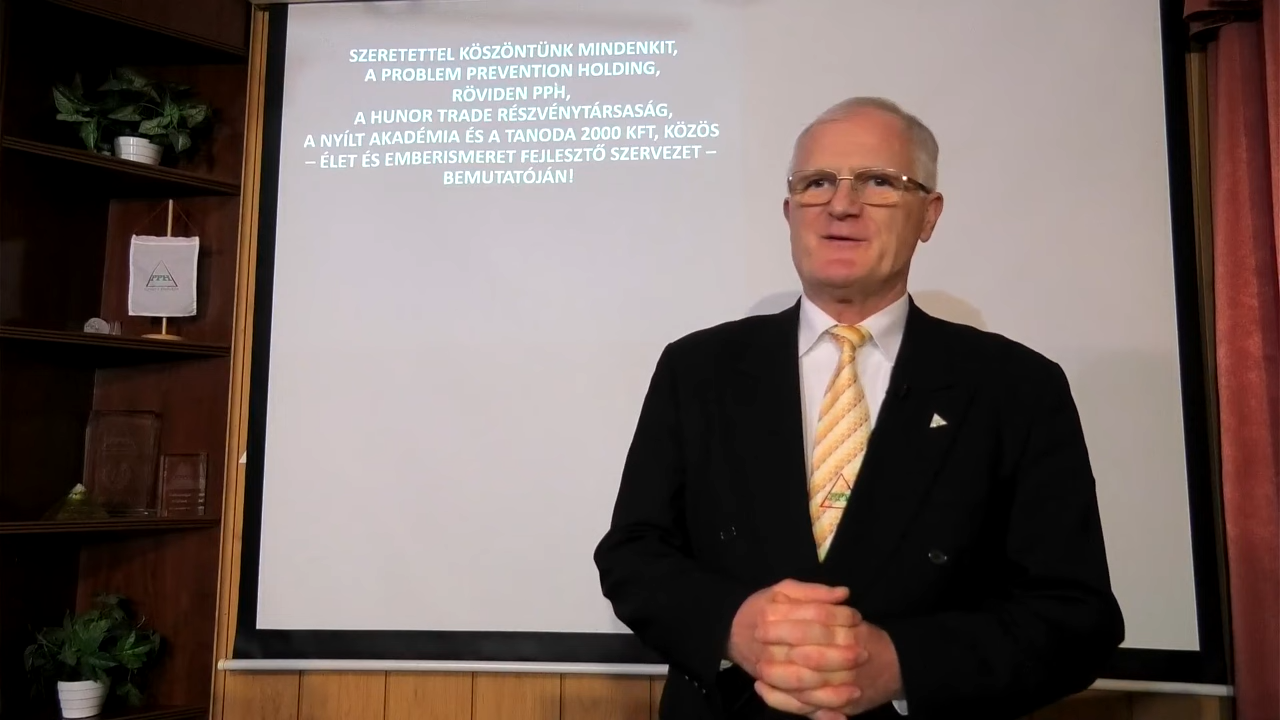 SZERETETTEL KÖSZÖNTÜNK MINDENKIT,
A PROBLEM PREVENTION HOLDING,
RÖVIDEN PPH,
A HUNOR TRADE RÉSZVÉNYTÁRSASÁG,
A NYÍLT AKADÉMIA ÉS A TANODA 2000 KFT, KÖZÖS
– ÉLET ÉS EMBERISMERET FEJLESZTŐ SZERVEZET –
BEMUTATÓJÁN!